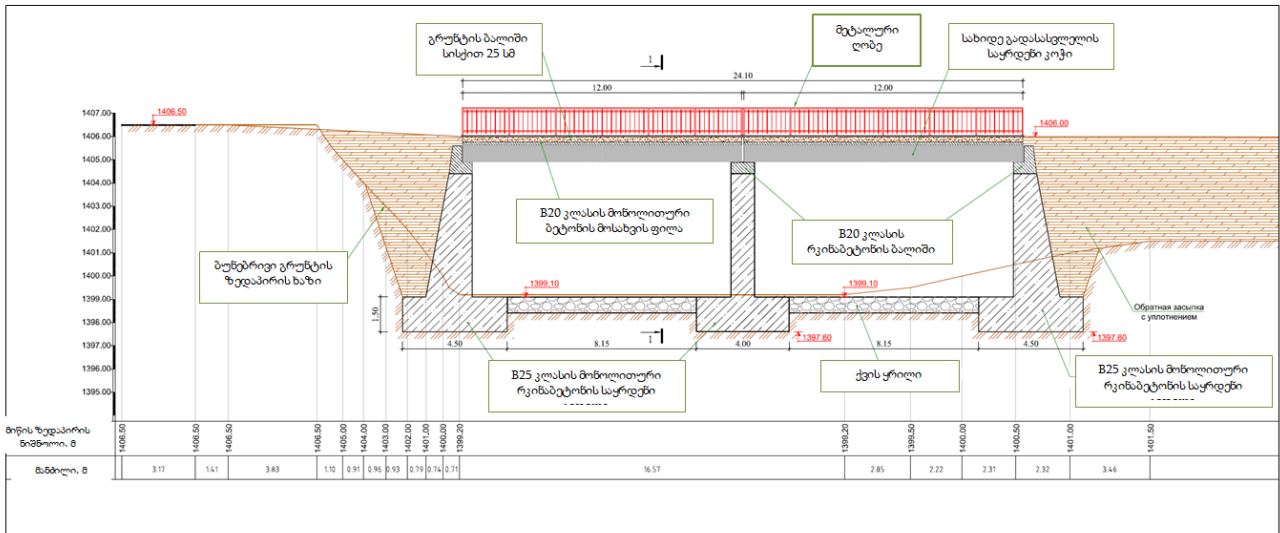 გრუნტის ბალიში
სისქით 25 სმ
მეტალური
ღობე
სახიდე გადასასვლელის
საყრდენი კოჭი
1
24.10
12.00
12.00
1406.50
1406.00
1407.00
1406.00
1405.00
1404.00
1403.00
1402.00
1401.00
1400.00
1399.00
1398.00
1397.00
1396.00
1395.00
B20 კლასის მონოლითური
ბეტონის მოსახვის ფილა
B20 კლასის
რკინაბეტონის ბალიში
ბუნებრივი გრუნტის
ზედაპირის ხაზი
1399.10
1399.10
Обратная засыпка
с уплотнением
1.50
1
1397.60
1397.60
4.50
8.15
4.00
8.15
4.50
B25 კლასის მონოლითური
რკინაბეტონის საყრდენი
ქვის ყრილი
B25 კლასის მონოლითური
რკინაბეტონის საყრდენი
მიწის ზედაპირის
ნიშნული. მ
1406.50
1406.50
1406.50
1406.50
1405.00
1404.00
1403.00
1402.00
1401.00
1400.00
1399.20
1399.20
1399.50
1400.00
1400.50
1401.00
1401.50
მანძილი, მ
3.17
1.41
3.83
1.10
0.91
0.96
0.93
0.79
0.74
0.71
16.57
2.85
2.22
2.31
2.32
3.46